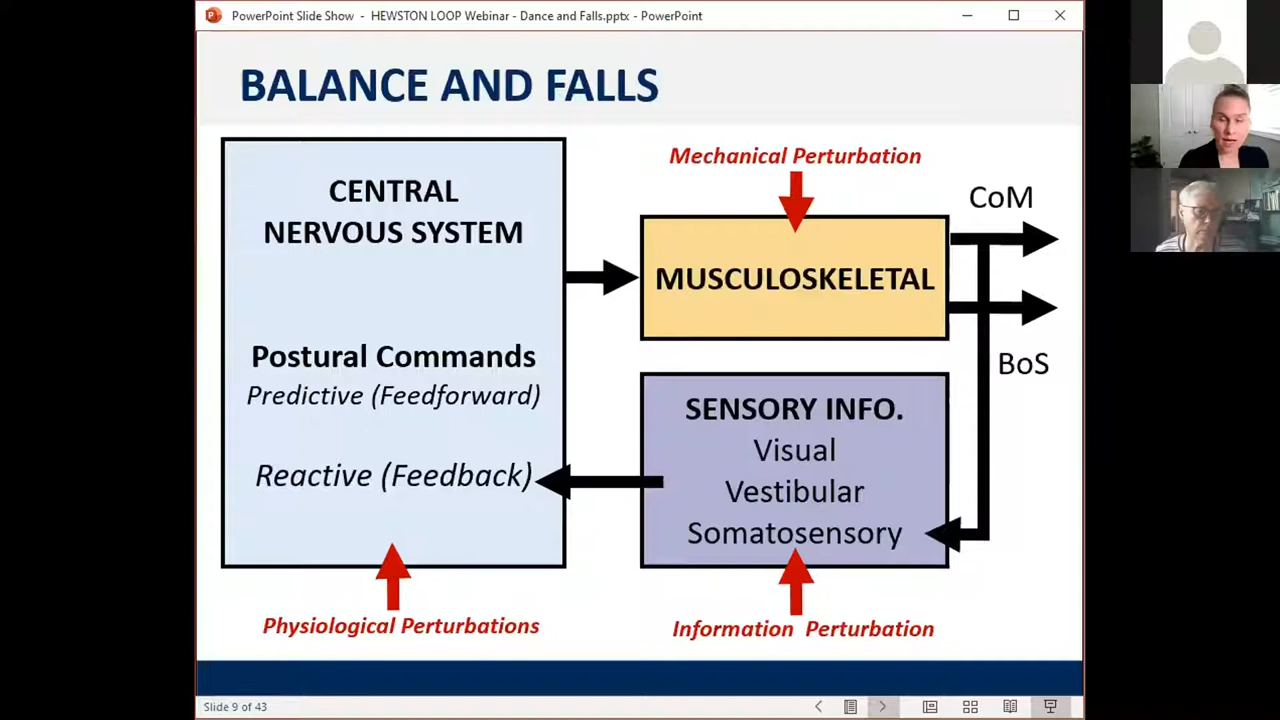 PowerPoint Slide Show - HEWSTON LOOP Webinar - Dance and Falls.pptx - PowerPoint
BALANCE AND FALLS
CENTRAL
NERVOUS SYSTEM
Postural Commands
Predictive (Feedforward)
Reactive (Feedback)
Physiological Perturbations
Mechanical Perturbation
MUSCULOSKELETAL
CoM
BoS
SENSORY INFO.
Visual
Vestibular
Somatosensory
Information Perturbation
Slide 9 of 43